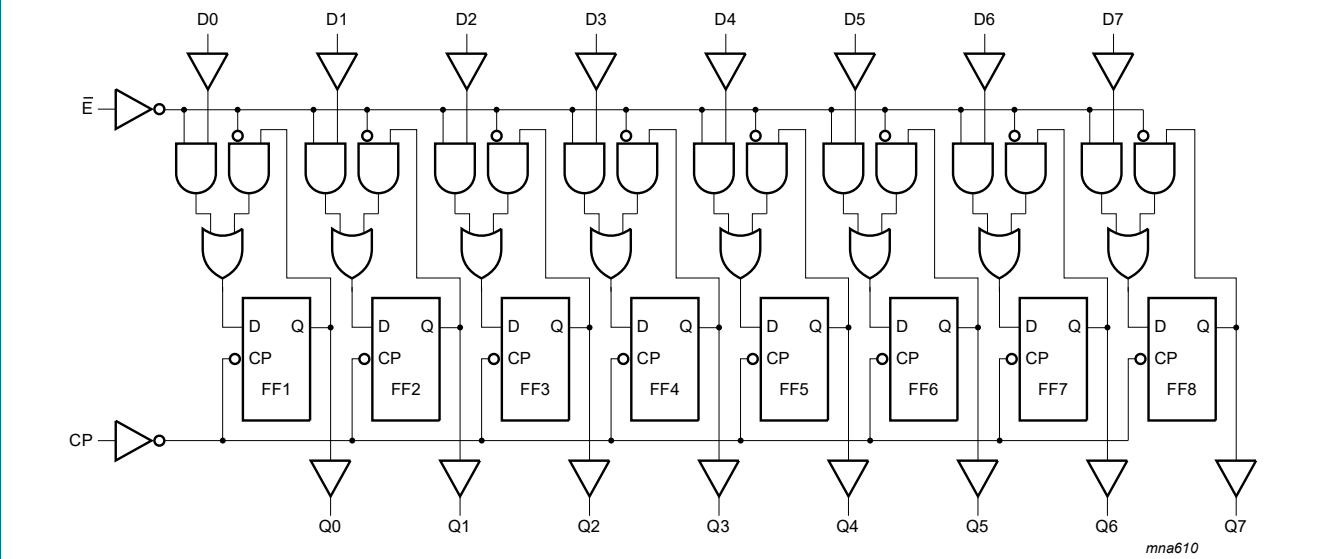 D0 D1 D2 D3 D4 D5 D6 D7
E̅
D Q D Q D Q D Q D Q D Q D Q D Q
CP CP CP CP CP CP CP CP
FF1 FF2 FF3 FF4 FF5 FF6 FF7 FF8
CP
Q0 Q1 Q2 Q3 Q4 Q5 Q6 Q7
mna610